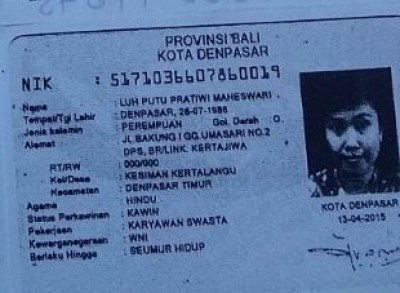 PROVINSI BALI
KOTA DENPASAR
NIK : 5171036607860019
Nama : LUH PUTU PRATIWI MAHESWARI
Tempat/Tgl Lahir : DENPASAR, 26-07-1986
Jenis kelamin : PEREMPUAN Gol. Darah O
Alamat : JL.BAKUNG I GG.UMASARI NO.2
DPS, BR/LINK. KERTAJIWA
RT/RW : 000/000
Kel/Desa : KESIMAN KERTALANGU
Kecamatan : DENPASAR TIMUR
Agama : HINDU
Status Perkawinan : KAWIN
Pekerjaan : KARYAWAN SWASTA
Kewarganegaraan : WNI
Berlaku Hingga : SEUMUR HIDUP
KOTA DENPASAR
13-04-2015